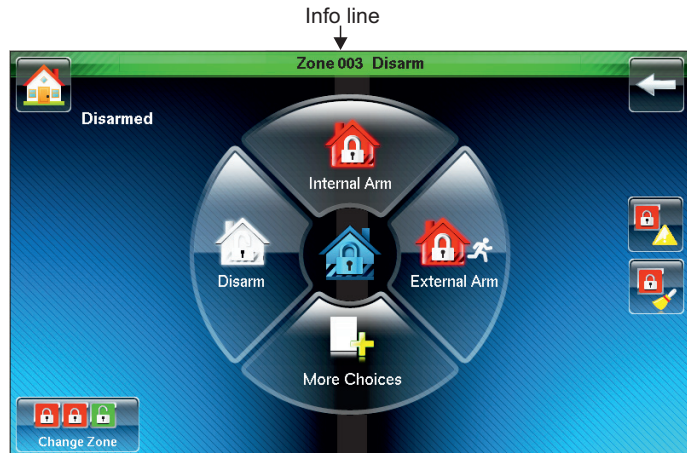 Info line
Zone 003 Disarm
Disarmed
Internal Arm
Disarm
External Arm
More Choices
Change Zone